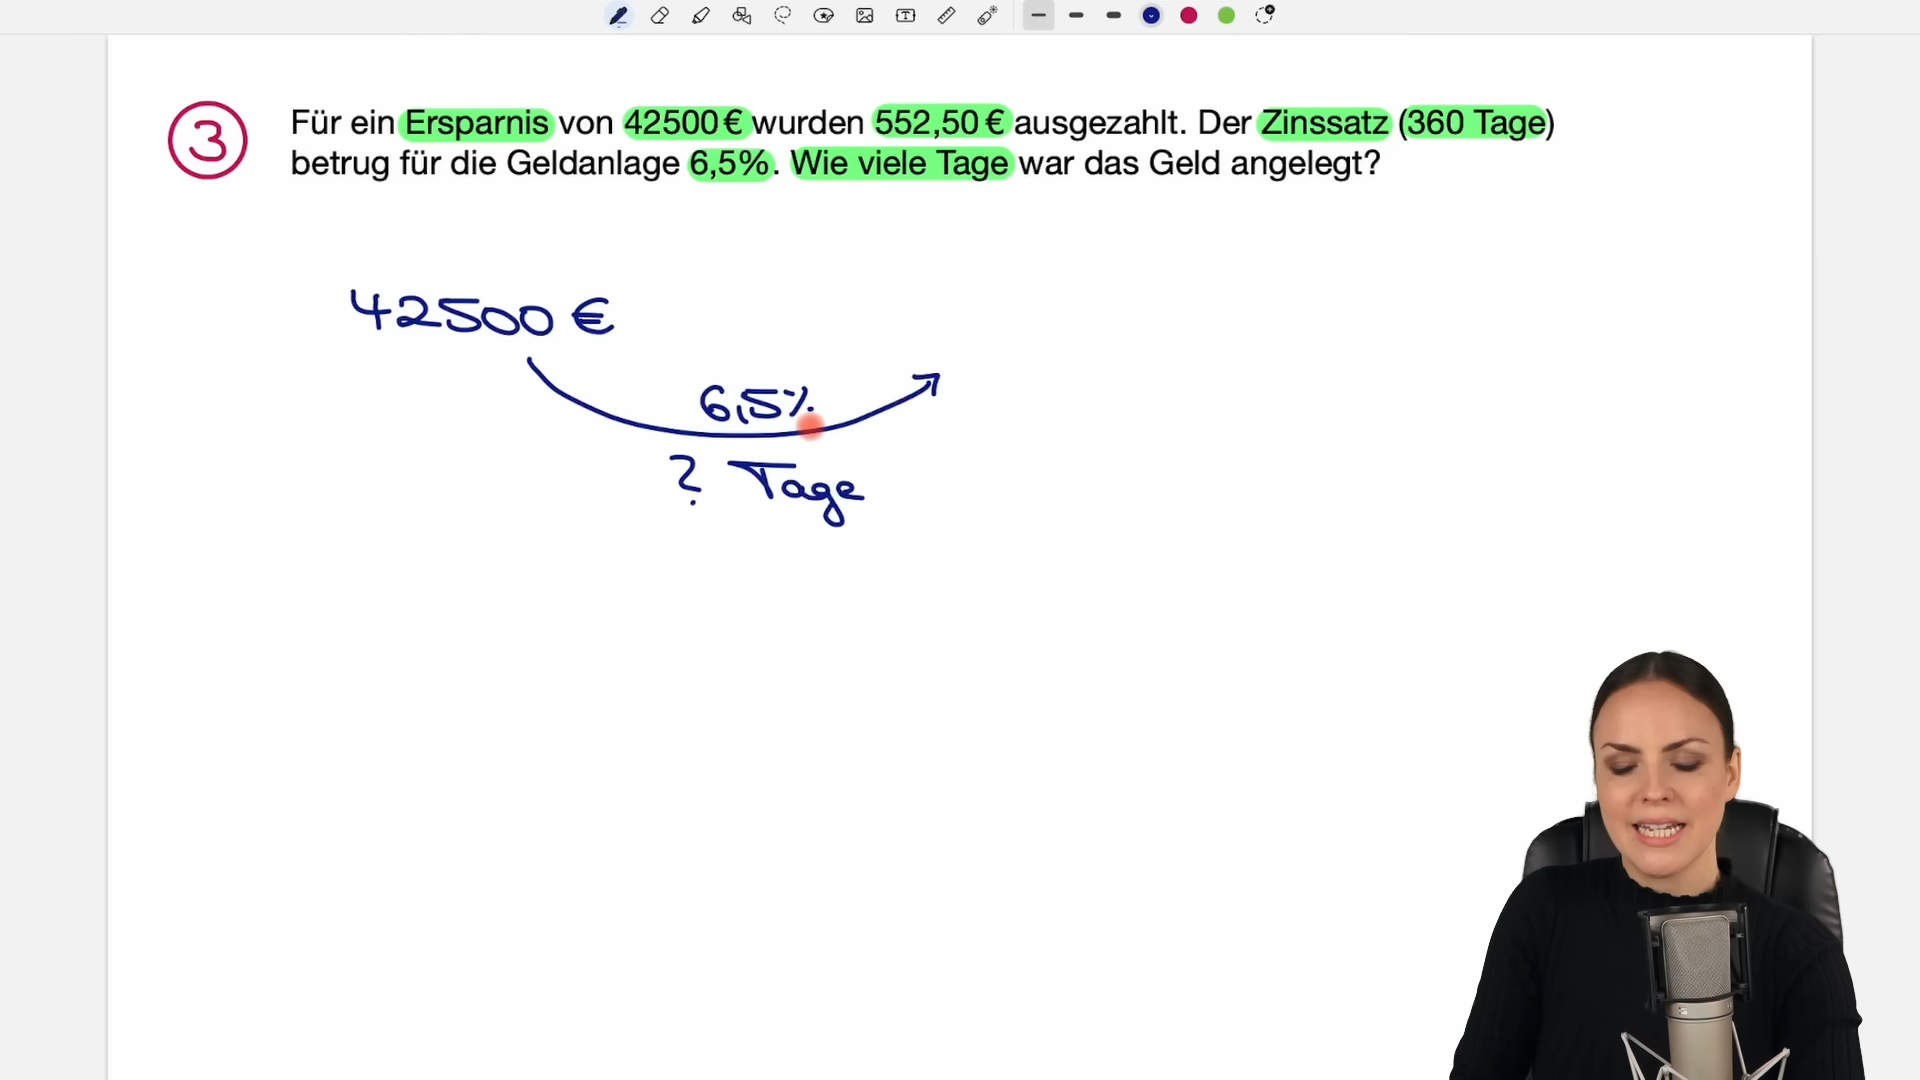 3
Für ein Ersparnis von 42500 € wurden 552,50 € ausgezahlt. Der Zinssatz (360 Tage)
betrug für die Geldanlage 6,5%. Wie viele Tage war das Geld angelegt?
42500 €
6,5%
? Tage